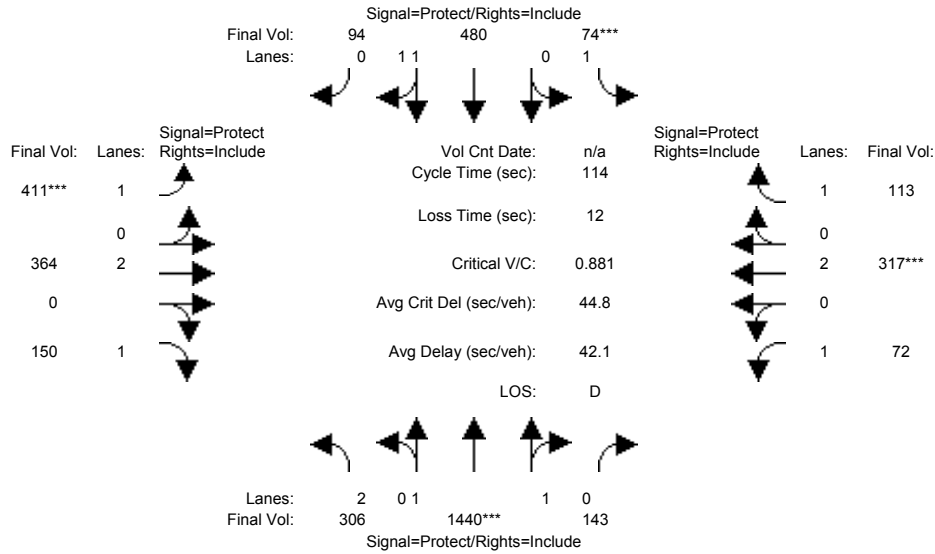 Signal=Protect/Rights=Include
Final Vol: 94 480 74***
Lanes: 0 1 1 0 1
Signal=Protect Signal=Protect
Final Vol: Lanes: Rights=Include Vol Cnt Date: n/a Rights=Include Lanes: Final Vol:
Cycle Time (sec): 114
411*** 1 1 113
Loss Time (sec): 12
0 0
364 2 Critical V/C: 0.881 2 317***
0 Avg Crit Del (sec/veh): 44.8 0
150 1 Avg Delay (sec/veh): 42.1 1 72
LOS: D
Lanes: 2 0 1 1 0
Final Vol: 306 1440*** 143
Signal=Protect/Rights=Include